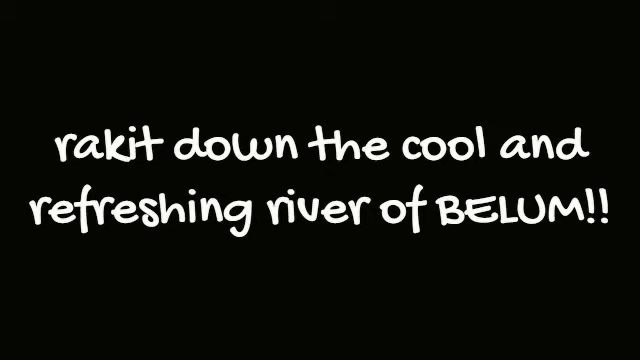 rakit down the cool and
refreshing river of BELUM!!